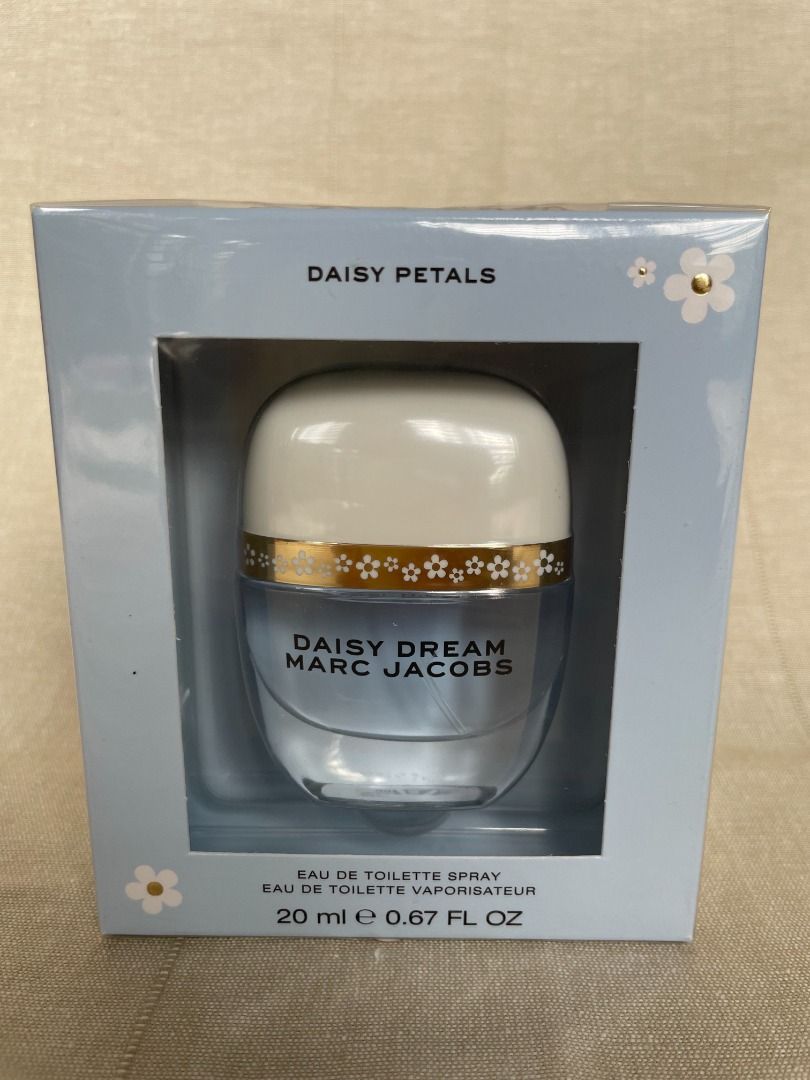 DAISY PETALS
DAISY DREAM
MARC JACOBS
EAU DE TOILETTE SPRAY
EAU DE TOILETTE VAPORISATEUR
20 ml ℮ 0.67 FL OZ